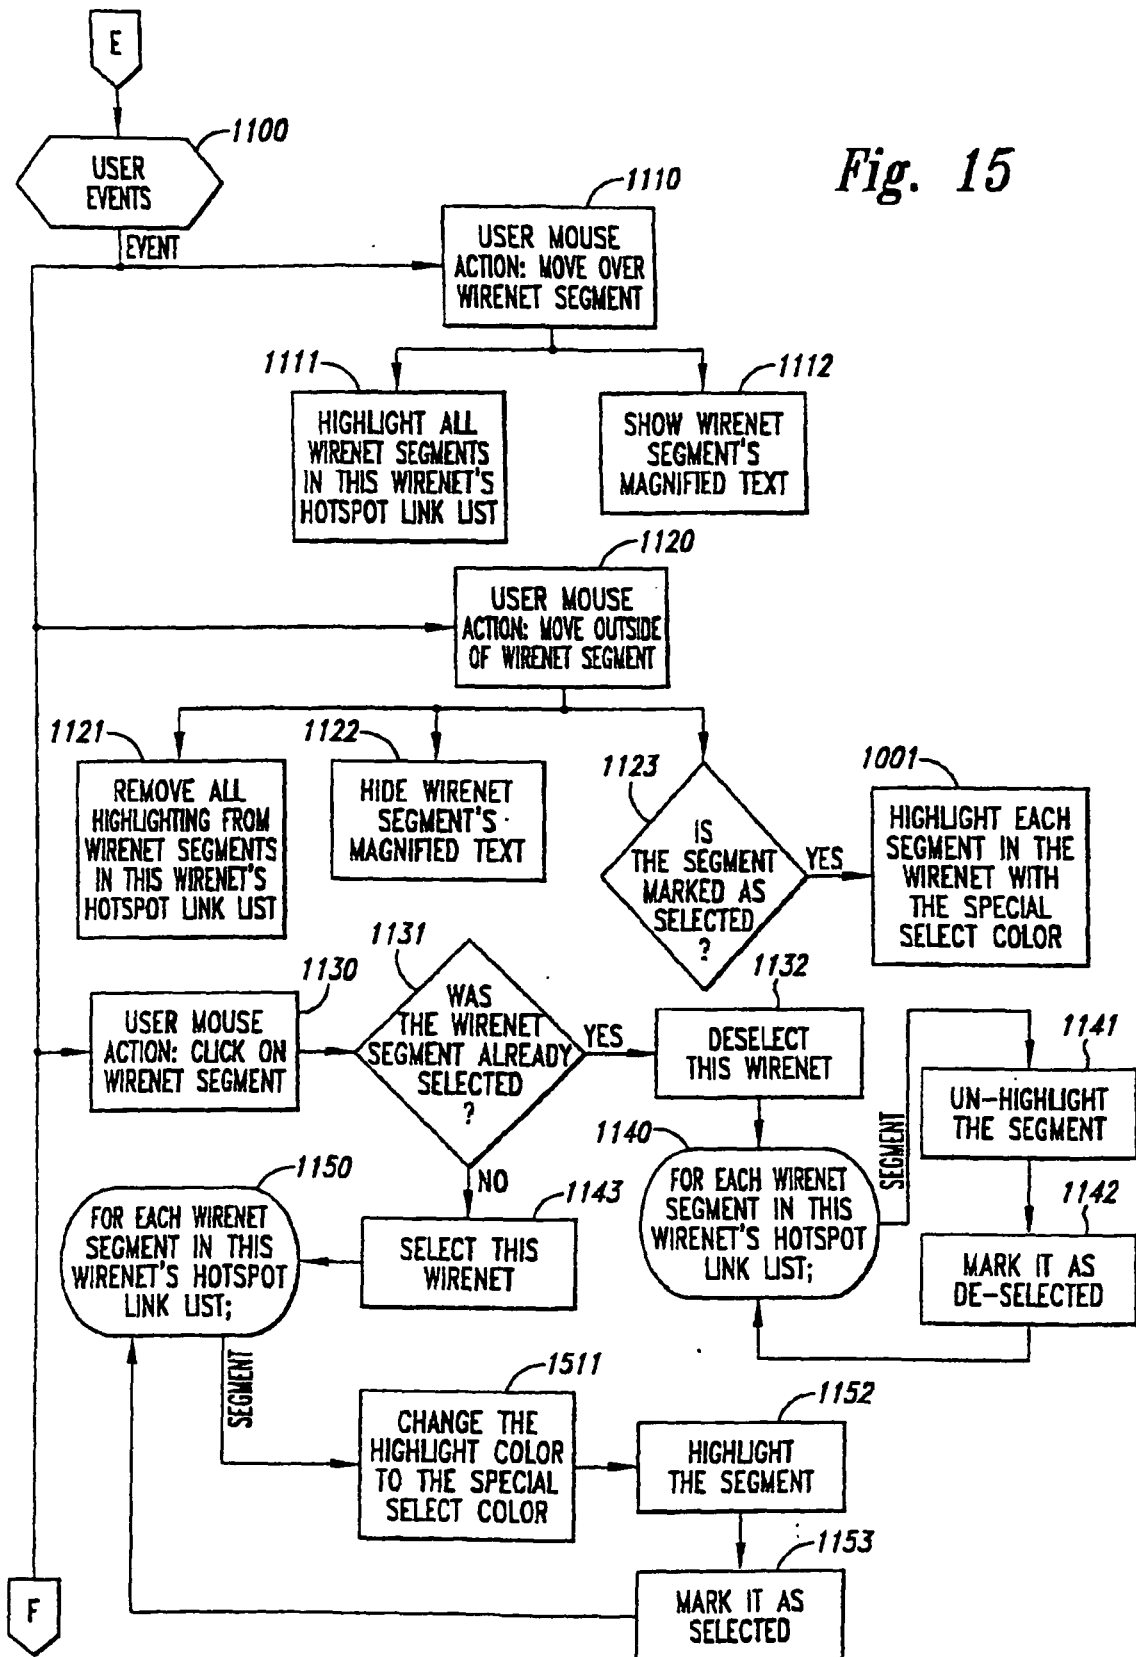 E
1100
USER
EVENTS
Fig. 15
EVENT
1110
USER MOUSE
ACTION: MOVE OVER
WIRENET SEGMENT
1111
HIGHLIGHT ALL
WIRENET SEGMENTS
IN THIS WIRENET'S
HOTSPOT LINK LIST
1112
SHOW WIRENET
SEGMENT'S
MAGNIFIED TEXT
1120
USER MOUSE
ACTION: MOVE OUTSIDE
OF WIRENET SEGMENT
1121
REMOVE ALL
HIGHLIGHTING FROM
WIRENET SEGMENTS
IN THIS WIRENET'S
HOTSPOT LINK LIST
1122
HIDE WIRENET
SEGMENT'S
MAGNIFIED TEXT
1123
IS
THE SEGMENT
MARKED AS
SELECTED
?
YES
1001
HIGHLIGHT EACH
SEGMENT IN THE
WIRENET WITH
THE SPECIAL
SELECT COLOR
1130
USER MOUSE
ACTION: CLICK ON
WIRENET SEGMENT
1131
WAS
THE WIRENET
SEGMENT ALREADY
SELECTED
?
YES
NO
1132
DESELECT
THIS WIRENET
1140
FOR EACH WIRENET
SEGMENT IN THIS
WIRENET'S HOTSPOT
LINK LIST;
SEGMENT
1141
UN-HIGHLIGHT
THE SEGMENT
1142
MARK IT AS
DE-SELECTED
1143
SELECT THIS
WIRENET
1150
FOR EACH WIRENET
SEGMENT IN THIS
WIRENET'S HOTSPOT
LINK LIST;
SEGMENT
1511
CHANGE THE
HIGHLIGHT COLOR
TO THE SPECIAL
SELECT COLOR
1152
HIGHLIGHT
THE SEGMENT
1153
MARK IT AS
SELECTED
F